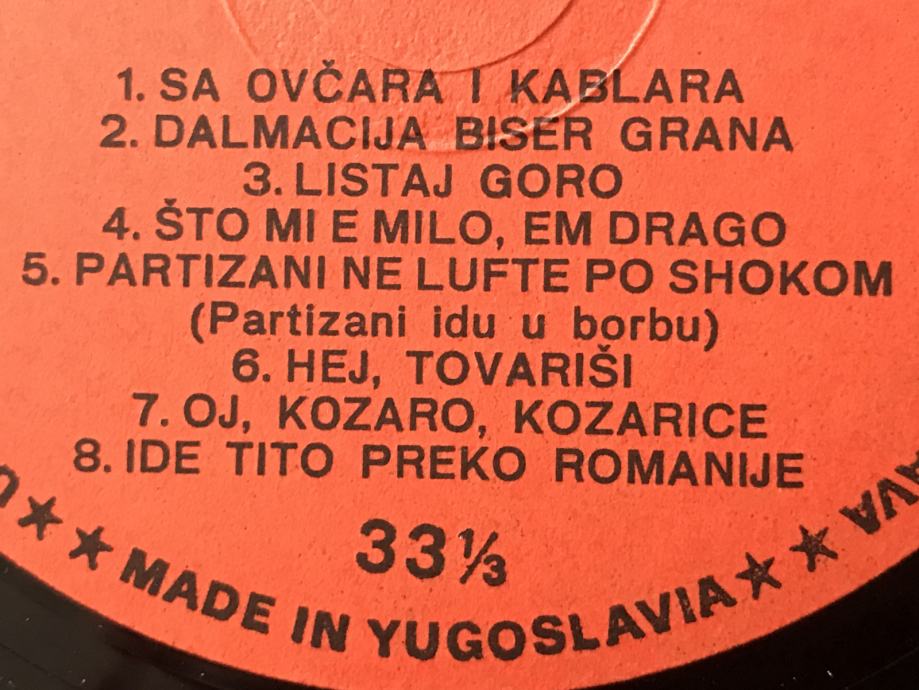 1. SA OVČARA I KABLARA
2. DALMACIJA BISER GRANA
3. LISTAJ GORO
4. ŠTO MI E MILO, EM DRAGO
5. PARTIZANI NE LUFTE PO SHOKOM
(Partizani idu u borbu)
6. HEJ, TOVARIŠI
7. OJ, KOZARO, KOZARICE
8. IDE TITO PREKO ROMANIJE
33⅓
★ ★ MADE IN YUGOSLAVIA ★ ★